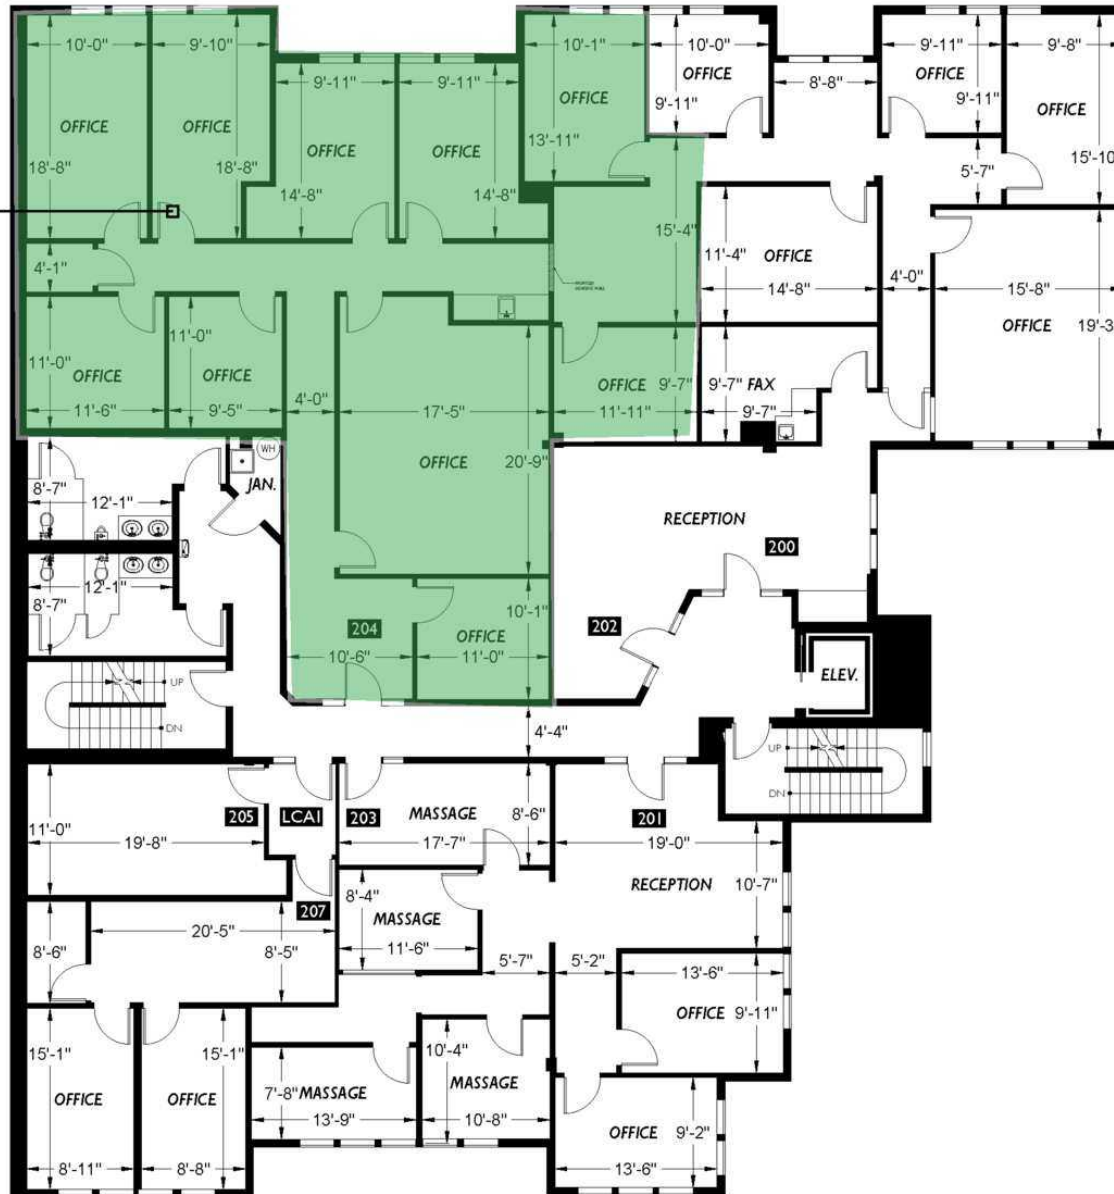 10'-0"
9'-10"
10'-1"
10'-0"
9'-11"
9'-8"
9'-11"
9'-11"
8'-8"
OFFICE
OFFICE
OFFICE
OFFICE
OFFICE
OFFICE
9'-11"
9'-11"
OFFICE
OFFICE
13'-11"
18'-8"
18'-8"
14'-8"
14'-8"
5'-7"
15'-10
15'-4"
11'-4"
OFFICE
14'-8"
4'-1"
4'-0"
15'-8"
OFFICE
19'-3
11'-0"
11'-0"
OFFICE
OFFICE
11'-6"
9'-5"
4'-0"
17'-5"
OFFICE
9'-7"
11'-11"
9'-7"
FAX
9'-7"
OFFICE
20'-9"
WH
JAN.
8'-7"
12'-1"
RECEPTION
200
12'-1"
8'-7"
10'-1"
204
OFFICE
10'-6"
11'-0"
202
ELEV.
UP
DN
4'-4"
UP
DN
11'-0"
205
LCAI
203
MASSAGE
8'-6"
201
19'-8"
17'-7"
19'-0"
RECEPTION
10'-7"
8'-4"
207
MASSAGE
11'-6"
8'-6"
20'-5"
8'-5"
5'-7"
5'-2"
13'-6"
OFFICE
9'-11"
15'-1"
15'-1"
10'-4"
OFFICE
OFFICE
7'-8"
MASSAGE
MASSAGE
13'-9"
10'-8"
OFFICE
9'-2"
8'-11"
8'-8"
13'-6"